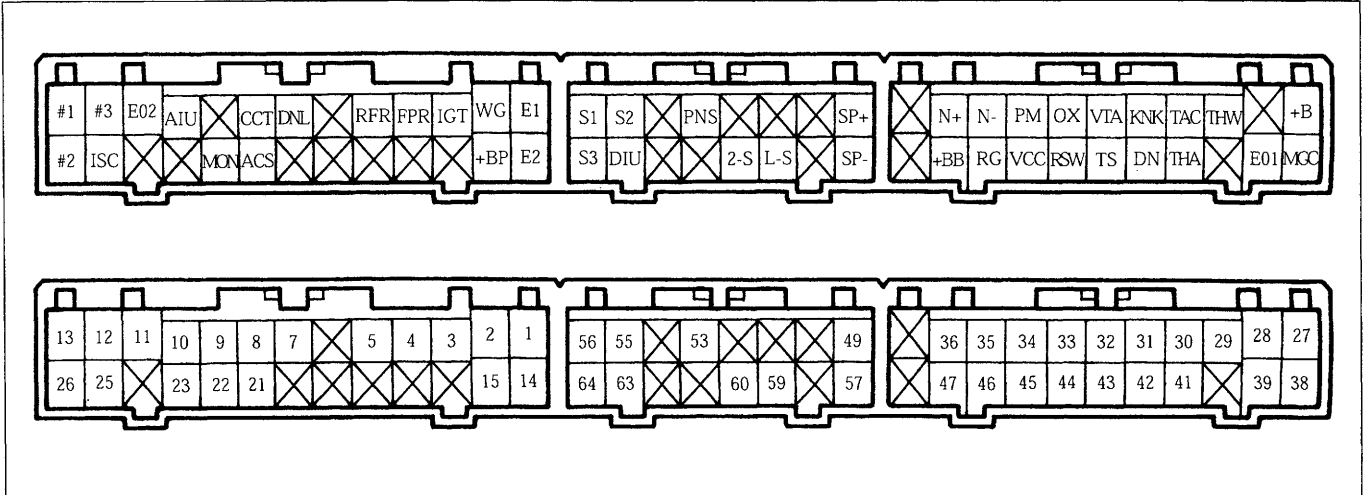 #1 #3 E02 AIU CCT DNL RFR FPR IGT WG E1 S1 S2 PNS SP+ N+ N- PM OX VTA KNK TAC THW +B
#2 ISC MON ACS +BP E2 S3 DIU 2-S L-S SP- +BB RG VCC RSW TS DN THA E01 MGC
13 12 11 10 9 8 7 5 4 3 2 1 56 55 53 49 36 35 34 33 32 31 30 29 28 27
26 25 23 22 21 15 14 64 63 60 59 57 47 46 45 44 43 42 41 39 38